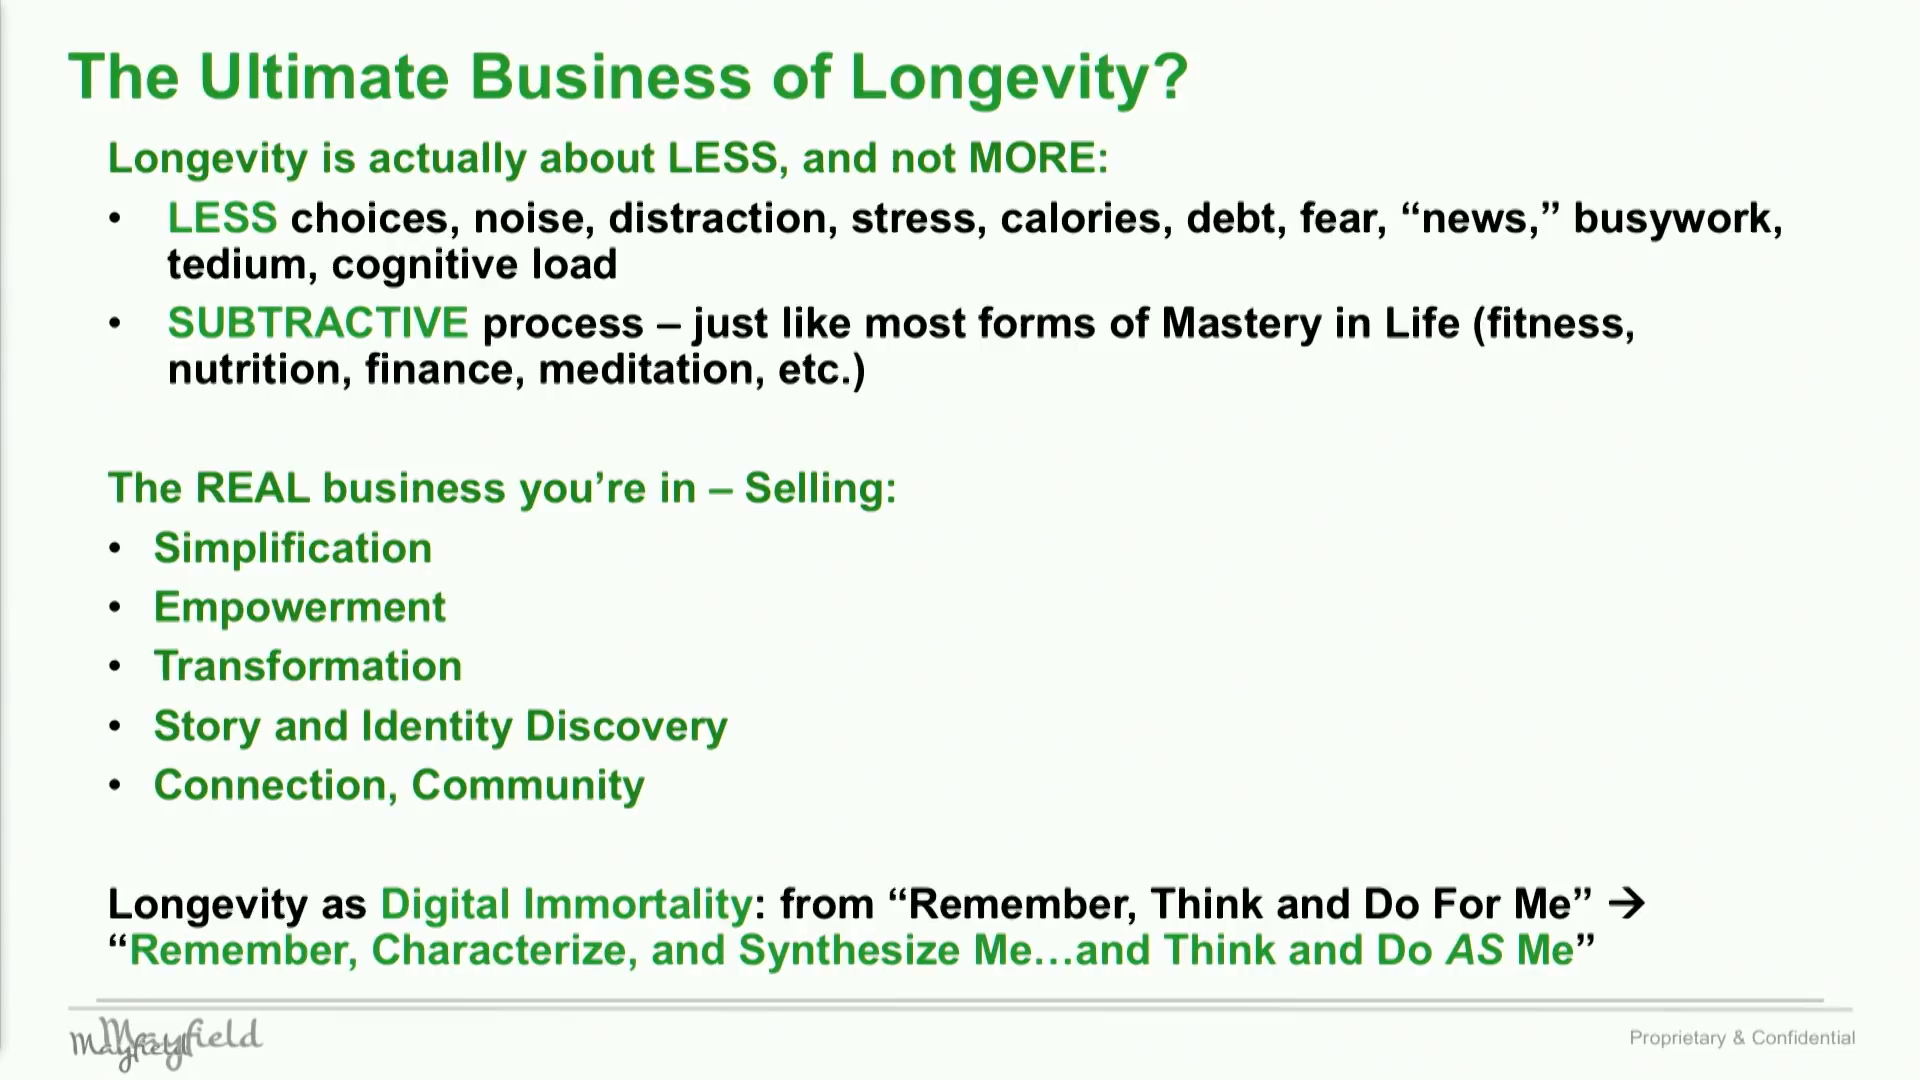 The Ultimate Business of Longevity?
Longevity is actually about LESS, and not MORE:
• LESS choices, noise, distraction, stress, calories, debt, fear, “news,” busywork,
tedium, cognitive load
• SUBTRACTIVE process – just like most forms of Mastery in Life (fitness,
nutrition, finance, meditation, etc.)
The REAL business you’re in – Selling:
• Simplification
• Empowerment
• Transformation
• Story and Identity Discovery
• Connection, Community
Longevity as Digital Immortality: from “Remember, Think and Do For Me” →
“Remember, Characterize, and Synthesize Me…and Think and Do AS Me”
Mayfield
mayfield
Proprietary & Confidential